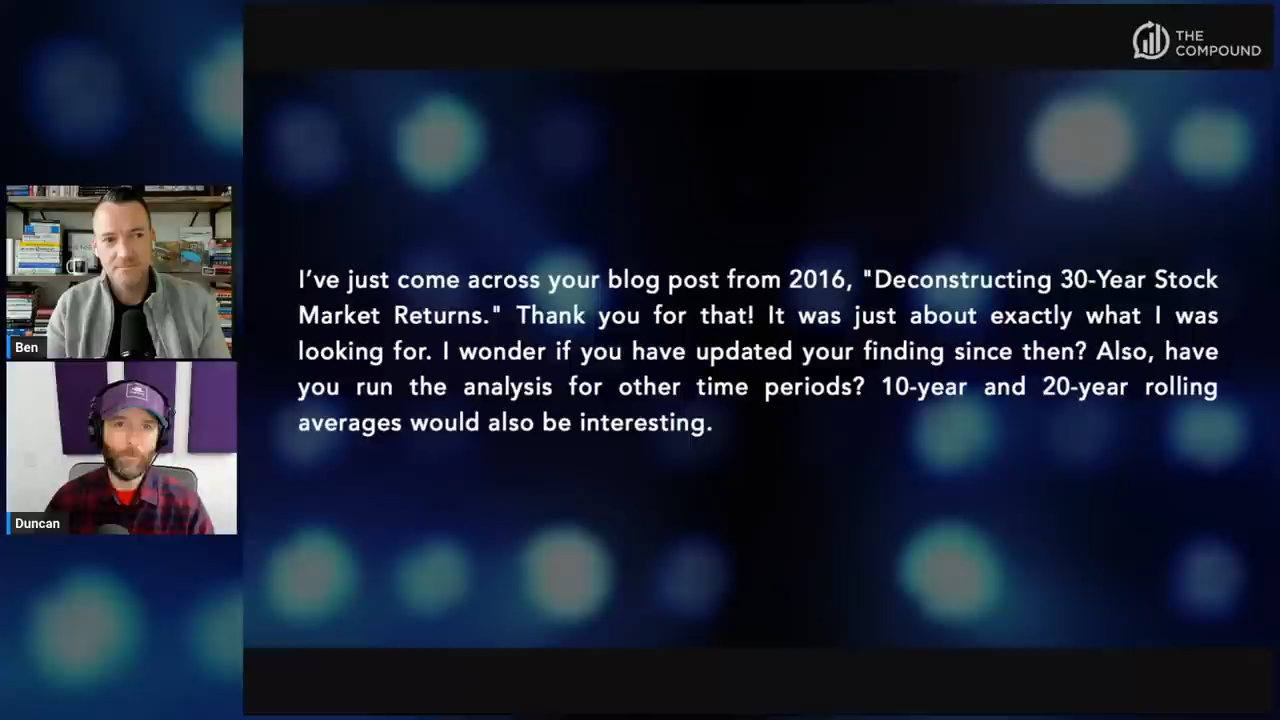 THE
COMPOUND
I've just come across your blog post from 2016, "Deconstructing 30-Year Stock
Market Returns." Thank you for that! It was just about exactly what I was
looking for. I wonder if you have updated your finding since then? Also, have
you run the analysis for other time periods? 10-year and 20-year rolling
averages would also be interesting.
Ben
Duncan